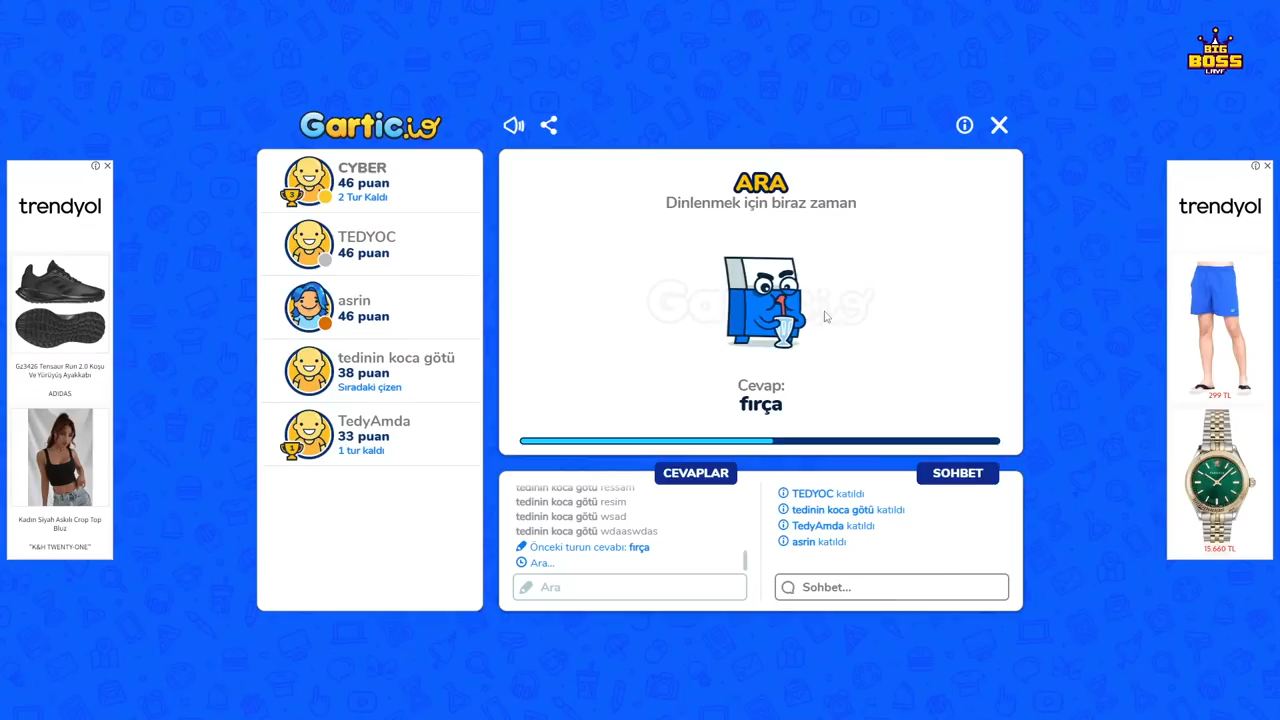 BIG
BOSS
LAYF
Gartic.io
trendyol
Gz3426 Tensaur Run 2.0 Koşu
Ve Yürüyüş Ayakkabı
ADIDAS
Kadın Siyah Askılı Crop Top
Bluz
"K&H TWENTY-ONE"
CYBER
46 puan
3
2 Tur Kaldı
TEDYOC
46 puan
asrin
46 puan
tedinin koca götü
38 puan
Sıradaki çizen
TedyAmda
33 puan
1
1 tur kaldı
ARA
Dinlenmek için biraz zaman
Cevap:
fırça
CEVAPLAR
tedinin koca götü ressam
tedinin koca götü resim
tedinin koca götü wsad
tedinin koca götü wdaaswdas
Önceki turun cevabı: fırça
Ara...
Ara
SOHBET
TEDYOC katıldı
tedinin koca götü katıldı
TedyAmda katıldı
asrin katıldı
Sohbet...
trendyol
299 TL
15.660 TL